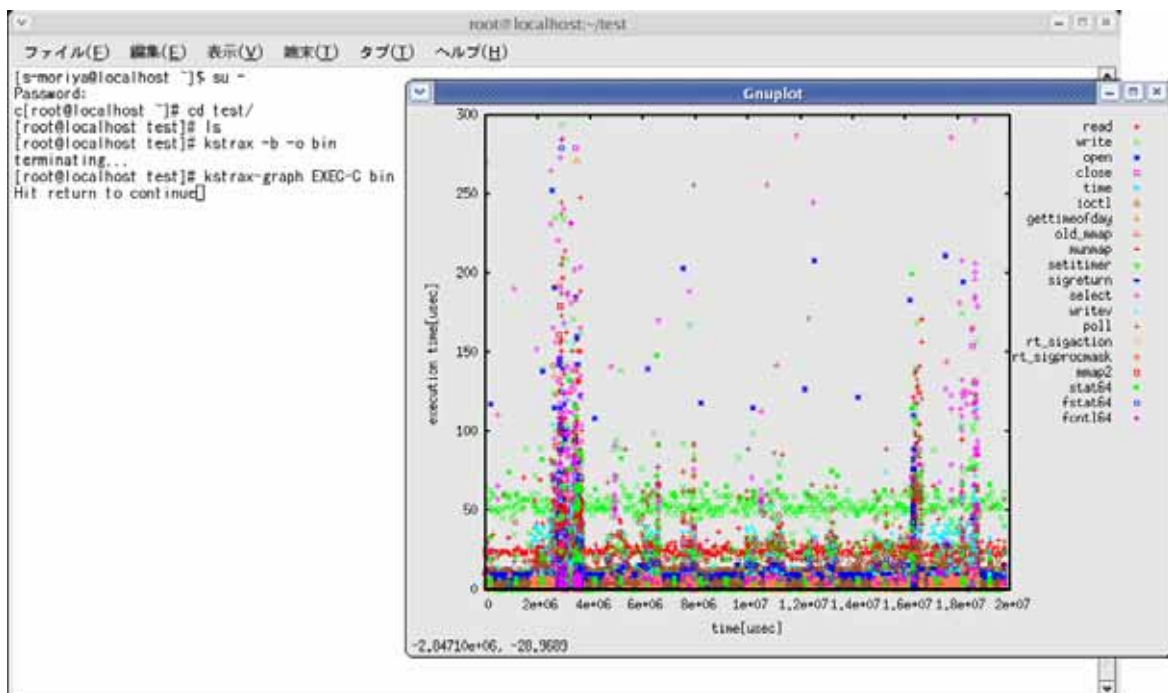 root@localhost:~/test
ファイル(F) 編集(E) 表示(V) 端末(T) タブ(T) ヘルプ(H)
[s-moriya@localhost ~]$ su -
Password:
c[root@localhost ~]# cd test/
[root@localhost test]# ls
[root@localhost test]# kstrax -b -o bin
terminating...
[root@localhost test]# kstrax-graph EXEC-G bin
Hit return to continue
Gnuplot
300
250
200
150
100
50
0
execution time[usec]
read
write
open
close
time
ioctl
gettimeofday
old_mmap
munmap
setitimer
sigreturn
select
writev
poll
rt_sigaction
rt_sigprocmask
mmap2
stat64
fstat64
fcntl64
0 2e+06 4e+06 6e+06 8e+06 1e+07 1.2e+07 1.4e+07 1.6e+07 1.8e+07 2e+07
time[usec]
-2.84710e+06, -28.9689